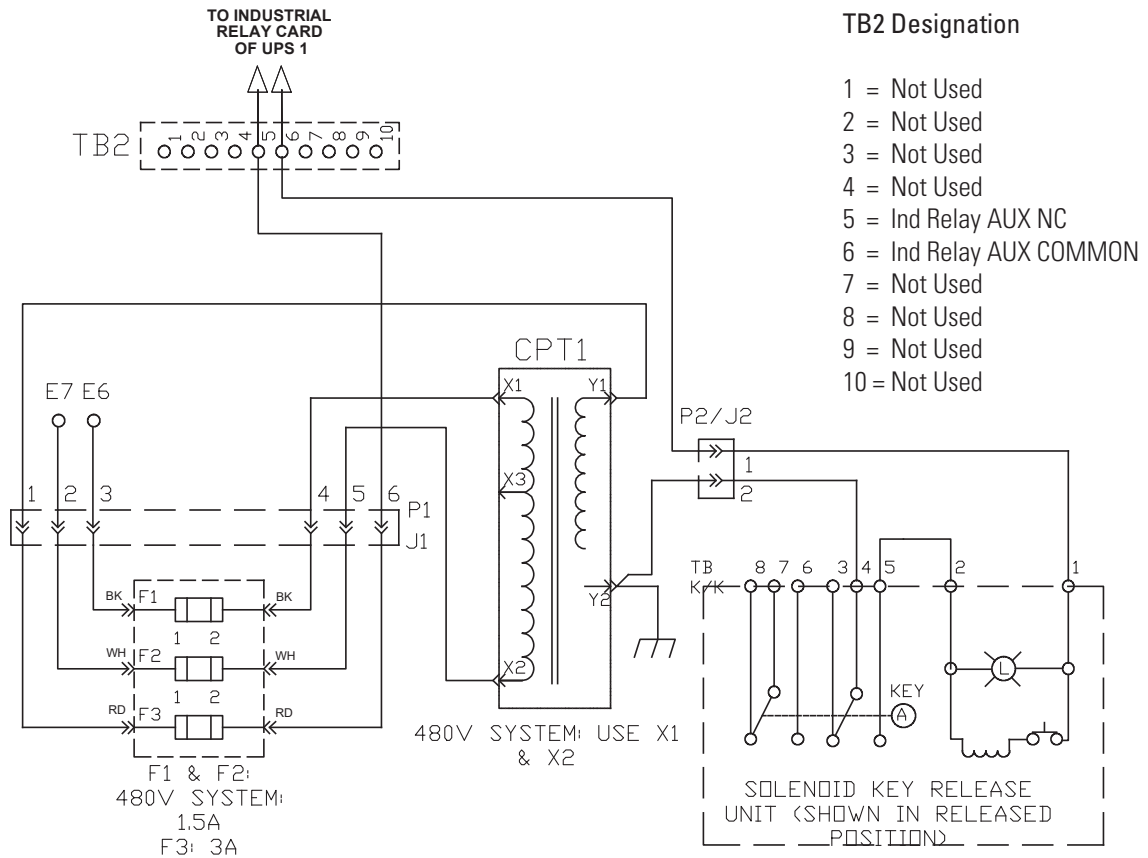 TO INDUSTRIAL
RELAY CARD
OF UPS 1
TB2 Designation
1 = Not Used
2 = Not Used
3 = Not Used
4 = Not Used
5 = Ind Relay AUX NC
6 = Ind Relay AUX COMMON
7 = Not Used
8 = Not Used
9 = Not Used
10 = Not Used
TB2
1 2 3 4 5 6 7 8 9 10
CPT1
X1 Y1
E7 E6
P2/J2
1
2
X3
1 2 3 4 5 6 P1
J1
TB
K/K
8 7 6 3 4 5 2 1
Y2
BK F1 BK
1 2
WH F2 WH
1 2
RD F3 RD
X2
KEY
A
L
480V SYSTEM: USE X1
& X2
F1 & F2:
480V SYSTEM:
1.5A
F3: 3A
SOLENOID KEY RELEASE
UNIT (SHOWN IN RELEASED
POSITION)